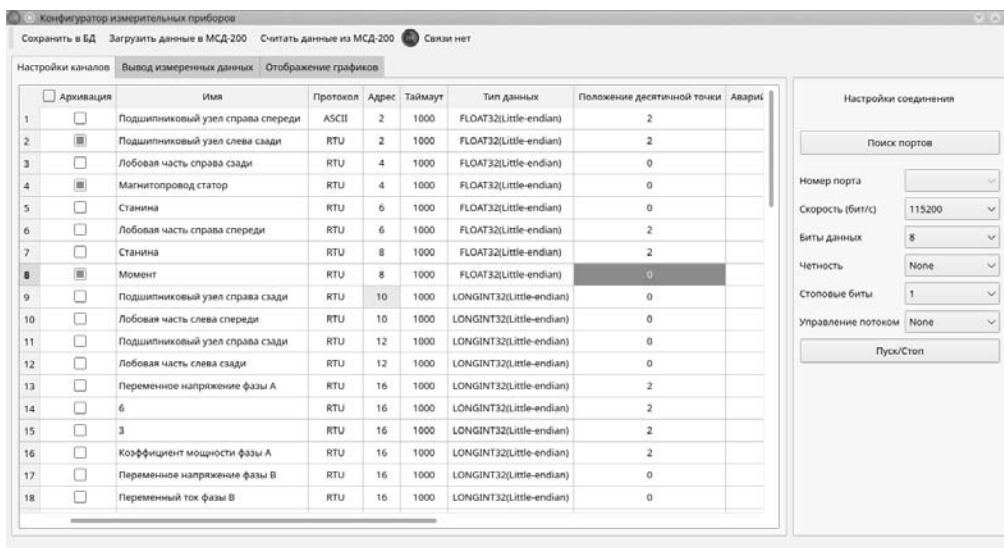 Конфигуратор измерительных приборов
Сохранить в БД Загрузить данные в МСД-200 Считать данные из МСД-200 Связи нет
Настройки каналов Вывод измеренных данных Отображение графиков
Архивация Имя Протокол Адрес Таймаут Тип данных Положение десятичной точки Аварий
1 Подшипниковый узел справа спереди ASCII 2 1000 FLOAT32(Little-endian) 2
2 Подшипниковый узел слева сзади RTU 2 1000 FLOAT32(Little-endian) 2
3 Лобовая часть справа сзади RTU 4 1000 FLOAT32(Little-endian) 0
4 Магнитопровод статор RTU 4 1000 FLOAT32(Little-endian) 0
5 Станина RTU 6 1000 FLOAT32(Little-endian) 0
6 Лобовая часть справа спереди RTU 6 1000 FLOAT32(Little-endian) 2
7 Станина RTU 8 1000 FLOAT32(Little-endian) 2
8 Момент RTU 8 1000 FLOAT32(Little-endian) 0
9 Подшипниковый узел справа сзади RTU 10 1000 LONGINT32(Little-endian) 0
10 Лобовая часть слева спереди RTU 10 1000 LONGINT32(Little-endian) 0
11 Подшипниковый узел справа сзади RTU 12 1000 LONGINT32(Little-endian) 0
12 Лобовая часть слева сзади RTU 12 1000 LONGINT32(Little-endian) 0
13 Переменное напряжение фазы A RTU 16 1000 LONGINT32(Little-endian) 2
14 6 RTU 16 1000 LONGINT32(Little-endian) 2
15 3 RTU 16 1000 LONGINT32(Little-endian) 2
16 Коэффициент мощности фазы A RTU 16 1000 LONGINT32(Little-endian) 2
17 Переменное напряжение фазы B RTU 16 1000 LONGINT32(Little-endian) 0
18 Переменный ток фазы B RTU 16 1000 LONGINT32(Little-endian) 0
Настройки соединения
Поиск портов
Номер порта
Скорость (бит/с) 115200
Биты данных 8
Четность None
Стоповые биты 1
Управление потоком None
Пуск/Стоп